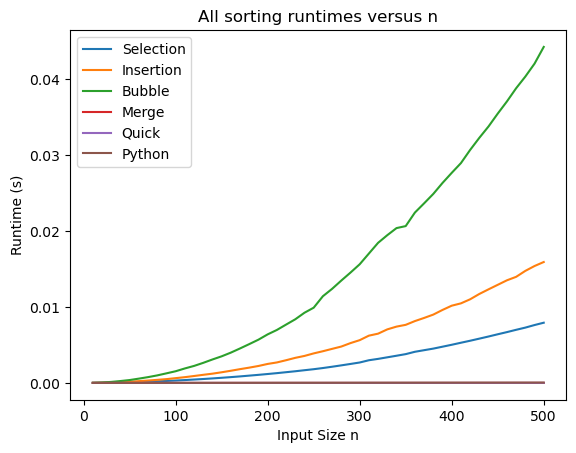 All sorting runtimes versus n
Selection
Insertion
Bubble
Merge
Quick
Python
Runtime (s)
0.04
0.03
0.02
0.01
0.00
0 100 200 300 400 500
Input Size n